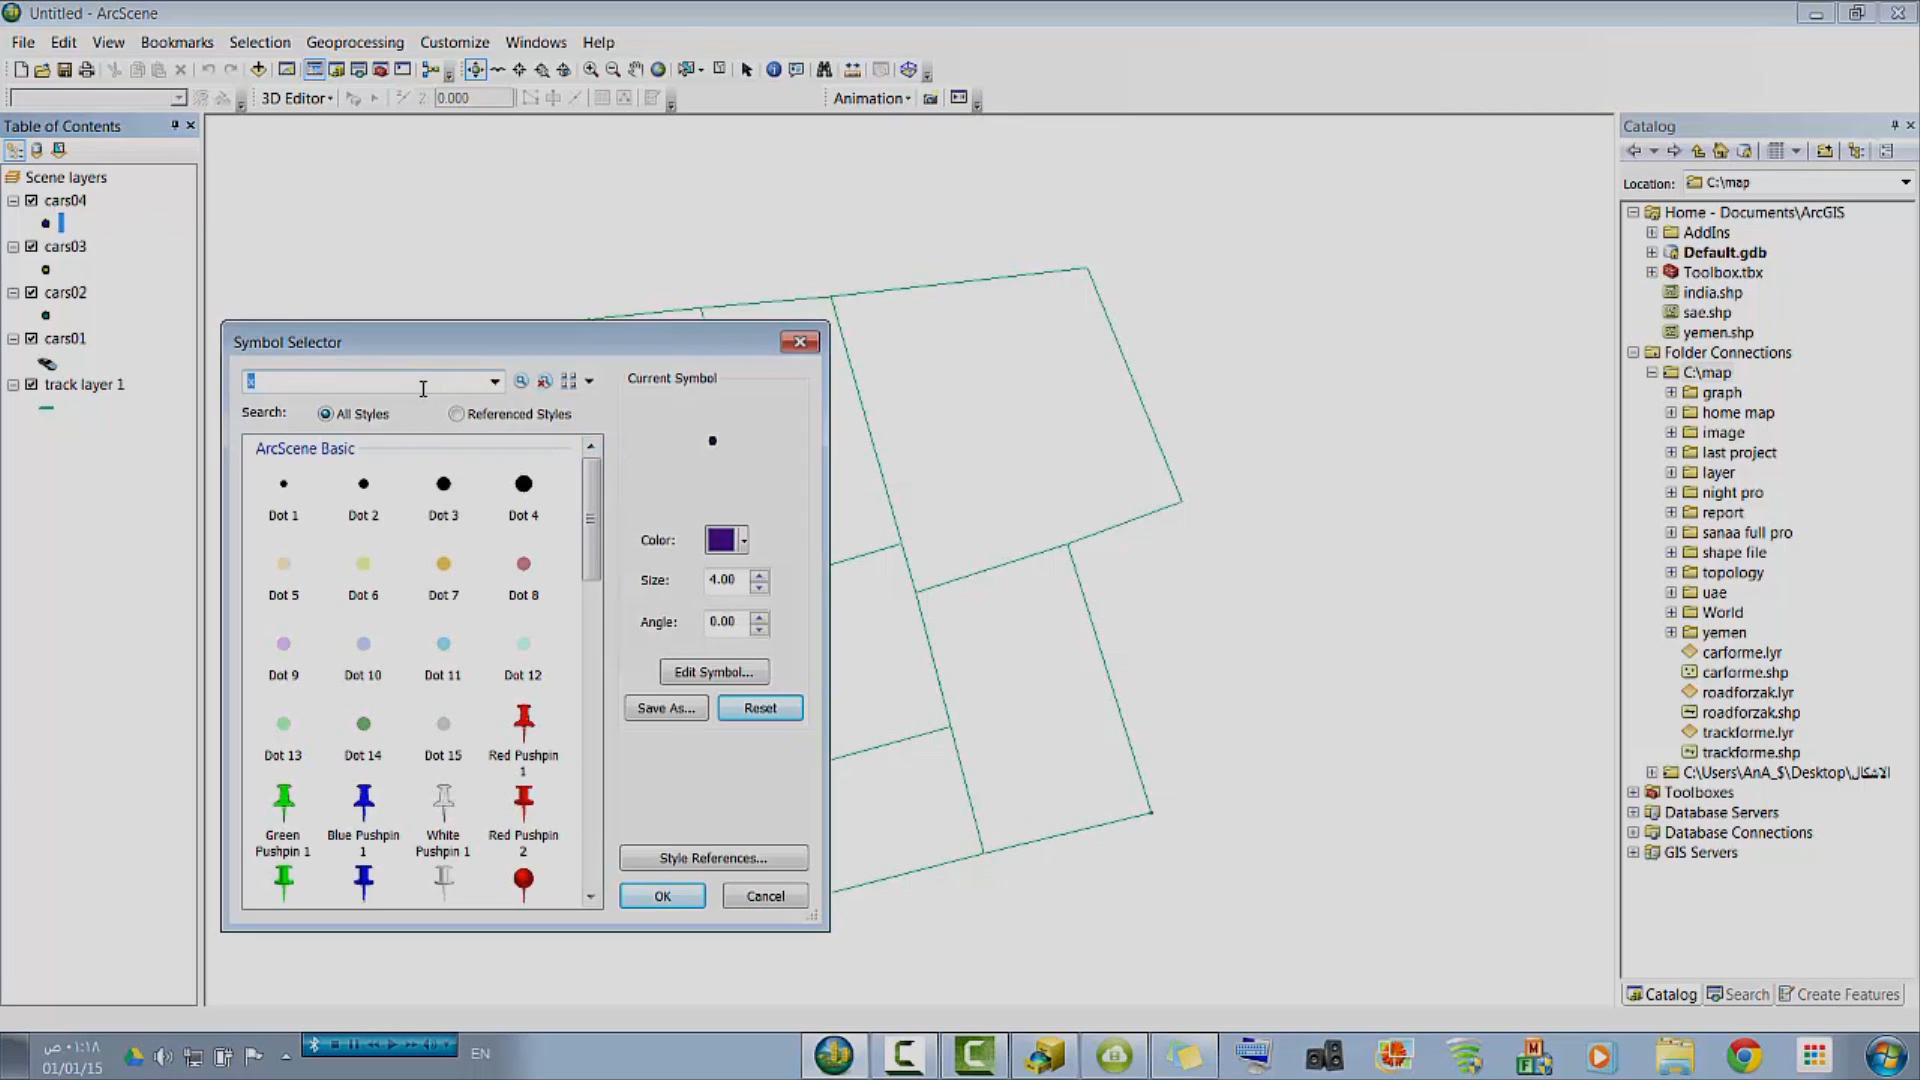 Untitled - ArcScene
File Edit View Bookmarks Selection Geoprocessing Customize Windows Help
3D Editor 0.000 Animation
Table of Contents
Scene layers
cars04
cars03
cars02
cars01
track layer 1
Symbol Selector
Search: All Styles Referenced Styles
ArcScene Basic
Dot 1 Dot 2 Dot 3 Dot 4
Dot 5 Dot 6 Dot 7 Dot 8
Dot 9 Dot 10 Dot 11 Dot 12
Dot 13 Dot 14 Dot 15 Red Pushpin 1
Green Pushpin 1 Blue Pushpin 1 White Pushpin 1 Red Pushpin 2
Current Symbol
Color:
Size: 4.00
Angle: 0.00
Edit Symbol...
Save As... Reset
Style References...
OK Cancel
Catalog
Location: C:\map
Home - Documents\ArcGIS
AddIns
Default.gdb
Toolbox.tbx
india.shp
sae.shp
yemen.shp
Folder Connections
C:\map
graph
home map
image
last project
layer
night pro
report
sanaa full pro
shape file
topology
uae
World
yemen
carforme.lyr
carforme.shp
roadforzak.lyr
roadforzak.shp
trackforme.lyr
trackforme.shp
C:\Users\AnA_$\Desktop\الاشكال
Toolboxes
Database Servers
Database Connections
GIS Servers
Catalog Search Create Features
٠١:١٨ ص
01/01/15
EN